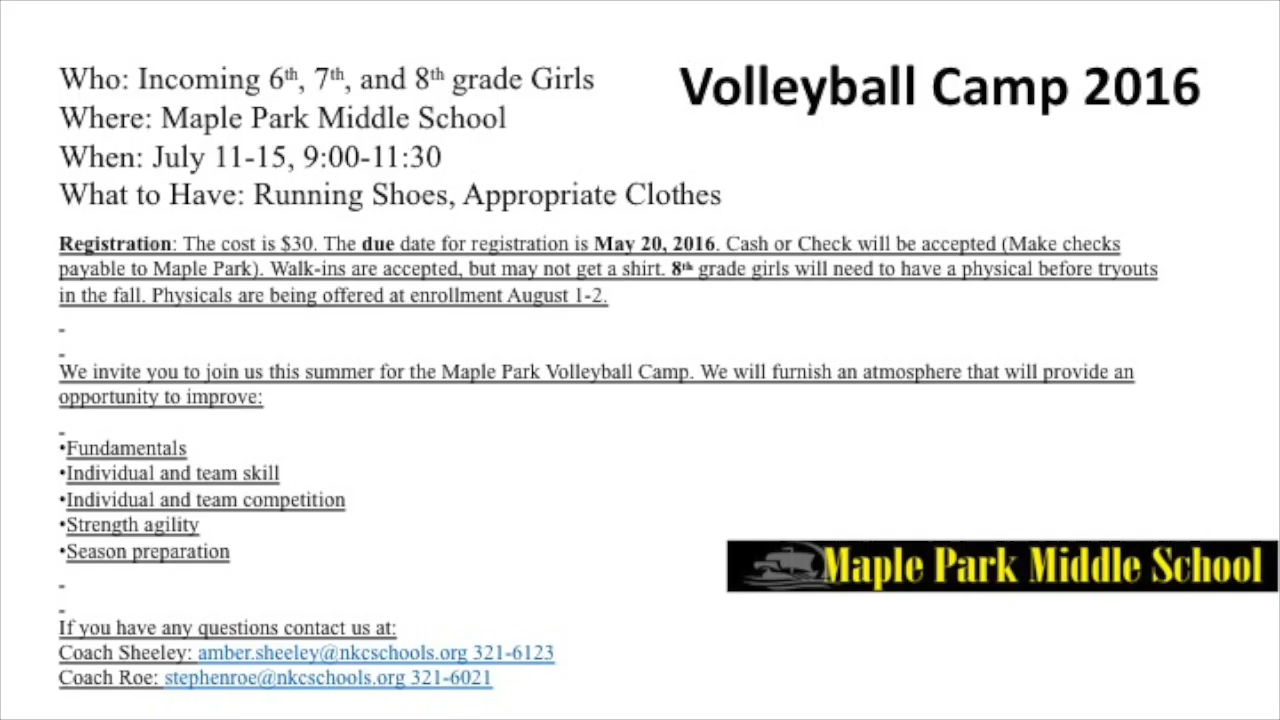 Volleyball Camp 2016
Who: Incoming 6th, 7th, and 8th grade Girls
Where: Maple Park Middle School
When: July 11-15, 9:00-11:30
What to Have: Running Shoes, Appropriate Clothes
Registration: The cost is $30. The due date for registration is May 20, 2016. Cash or Check will be accepted (Make checks
payable to Maple Park). Walk-ins are accepted, but may not get a shirt. 8th grade girls will need to have a physical before tryouts
in the fall. Physicals are being offered at enrollment August 1-2.
We invite you to join us this summer for the Maple Park Volleyball Camp. We will furnish an atmosphere that will provide an
opportunity to improve:
•Fundamentals
•Individual and team skill
•Individual and team competition
•Strength agility
•Season preparation
Maple Park Middle School
If you have any questions contact us at:
Coach Sheeley: amber.sheeley@nkcschools.org 321-6123
Coach Roe: stephenroe@nkcschools.org 321-6021